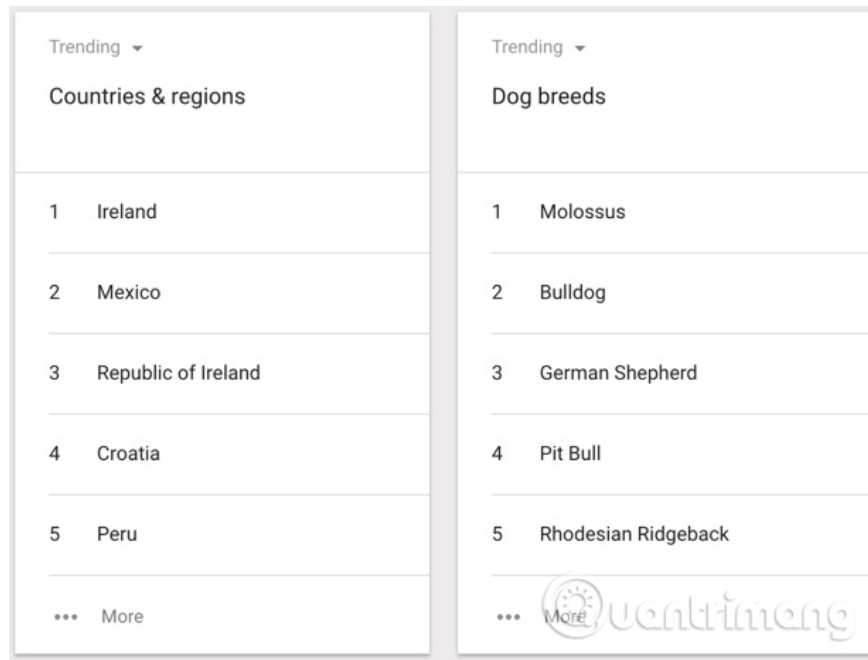 Trending
Countries & regions
1 Ireland
2 Mexico
3 Republic of Ireland
4 Croatia
5 Peru
••• More
Trending
Dog breeds
1 Molossus
2 Bulldog
3 German Shepherd
4 Pit Bull
5 Rhodesian Ridgeback
••• More
Quantrimang